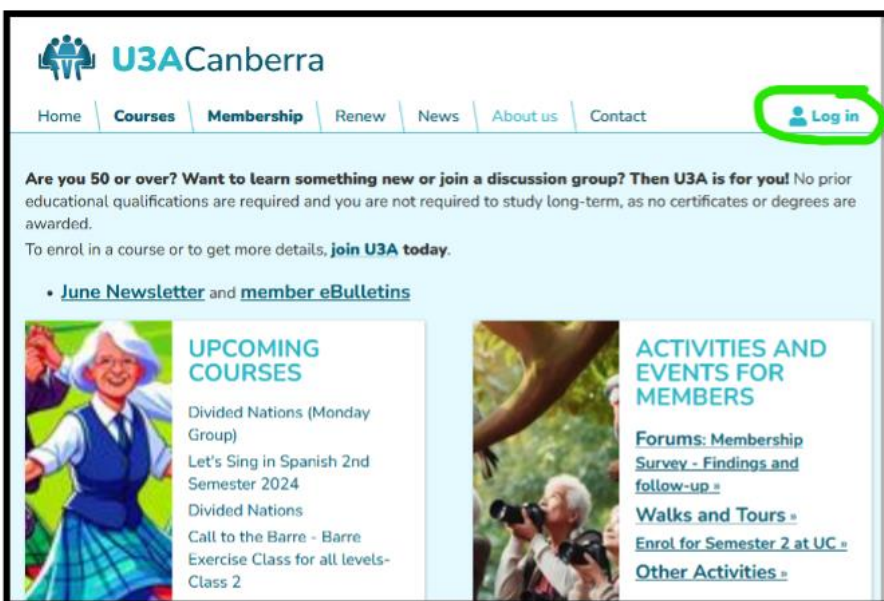 U3ACanberra
Home Courses Membership Renew News About us Contact Log in
Are you 50 or over? Want to learn something new or join a discussion group? Then U3A is for you! No prior
educational qualifications are required and you are not required to study long-term, as no certificates or degrees are
awarded.
To enrol in a course or to get more details, join U3A today.
• June Newsletter and member eBulletins
UPCOMING
COURSES
Divided Nations (Monday
Group)
Let's Sing in Spanish 2nd
Semester 2024
Divided Nations
Call to the Barre - Barre
Exercise Class for all levels-
Class 2
ACTIVITIES AND
EVENTS FOR
MEMBERS
Forums: Membership
Survey - Findings and
follow-up »
Walks and Tours »
Enrol for Semester 2 at UC »
Other Activities »